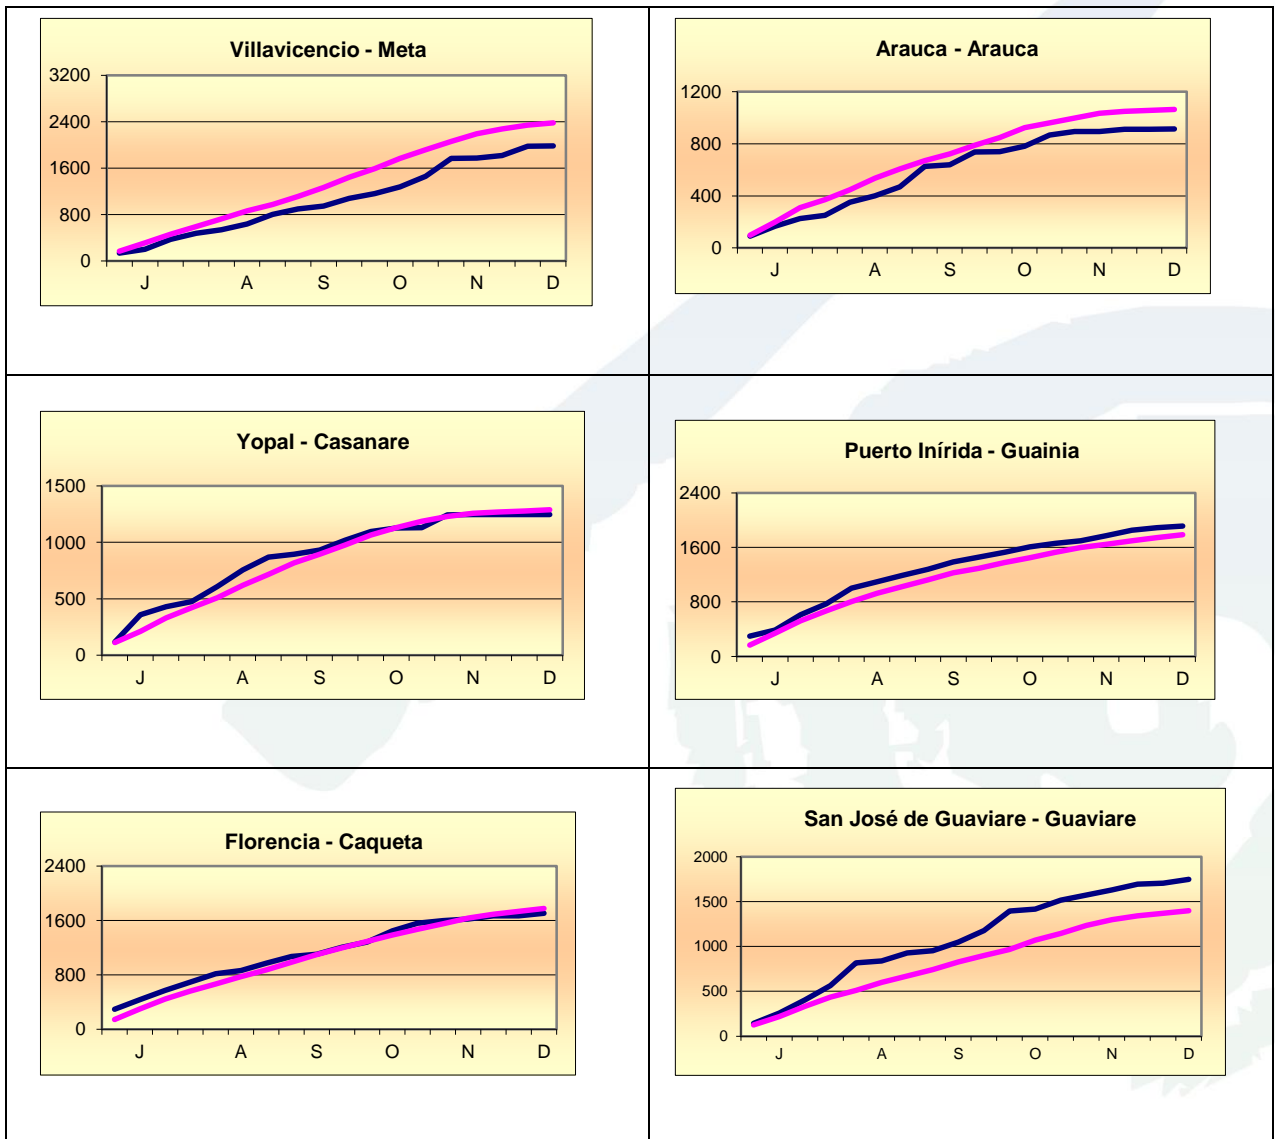 Villavicencio - Meta
3200
2400
1600
800
0
J A S O N D
Arauca - Arauca
1200
800
400
0
J A S O N D
Yopal - Casanare
1500
1000
500
0
J A S O N D
Puerto Inírida - Guainia
2400
1600
800
0
J A S O N D
Florencia - Caqueta
2400
1600
800
0
J A S O N D
San José de Guaviare - Guaviare
2000
1500
1000
500
0
J A S O N D